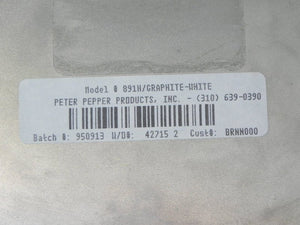 Model # 891H/GRAPHITE-WHITE
PETER PEPPER PRODUCTS, INC. - (310) 639-0390
Batch #: 950913 W/O#: 42715 2 Cust#: BRNN000